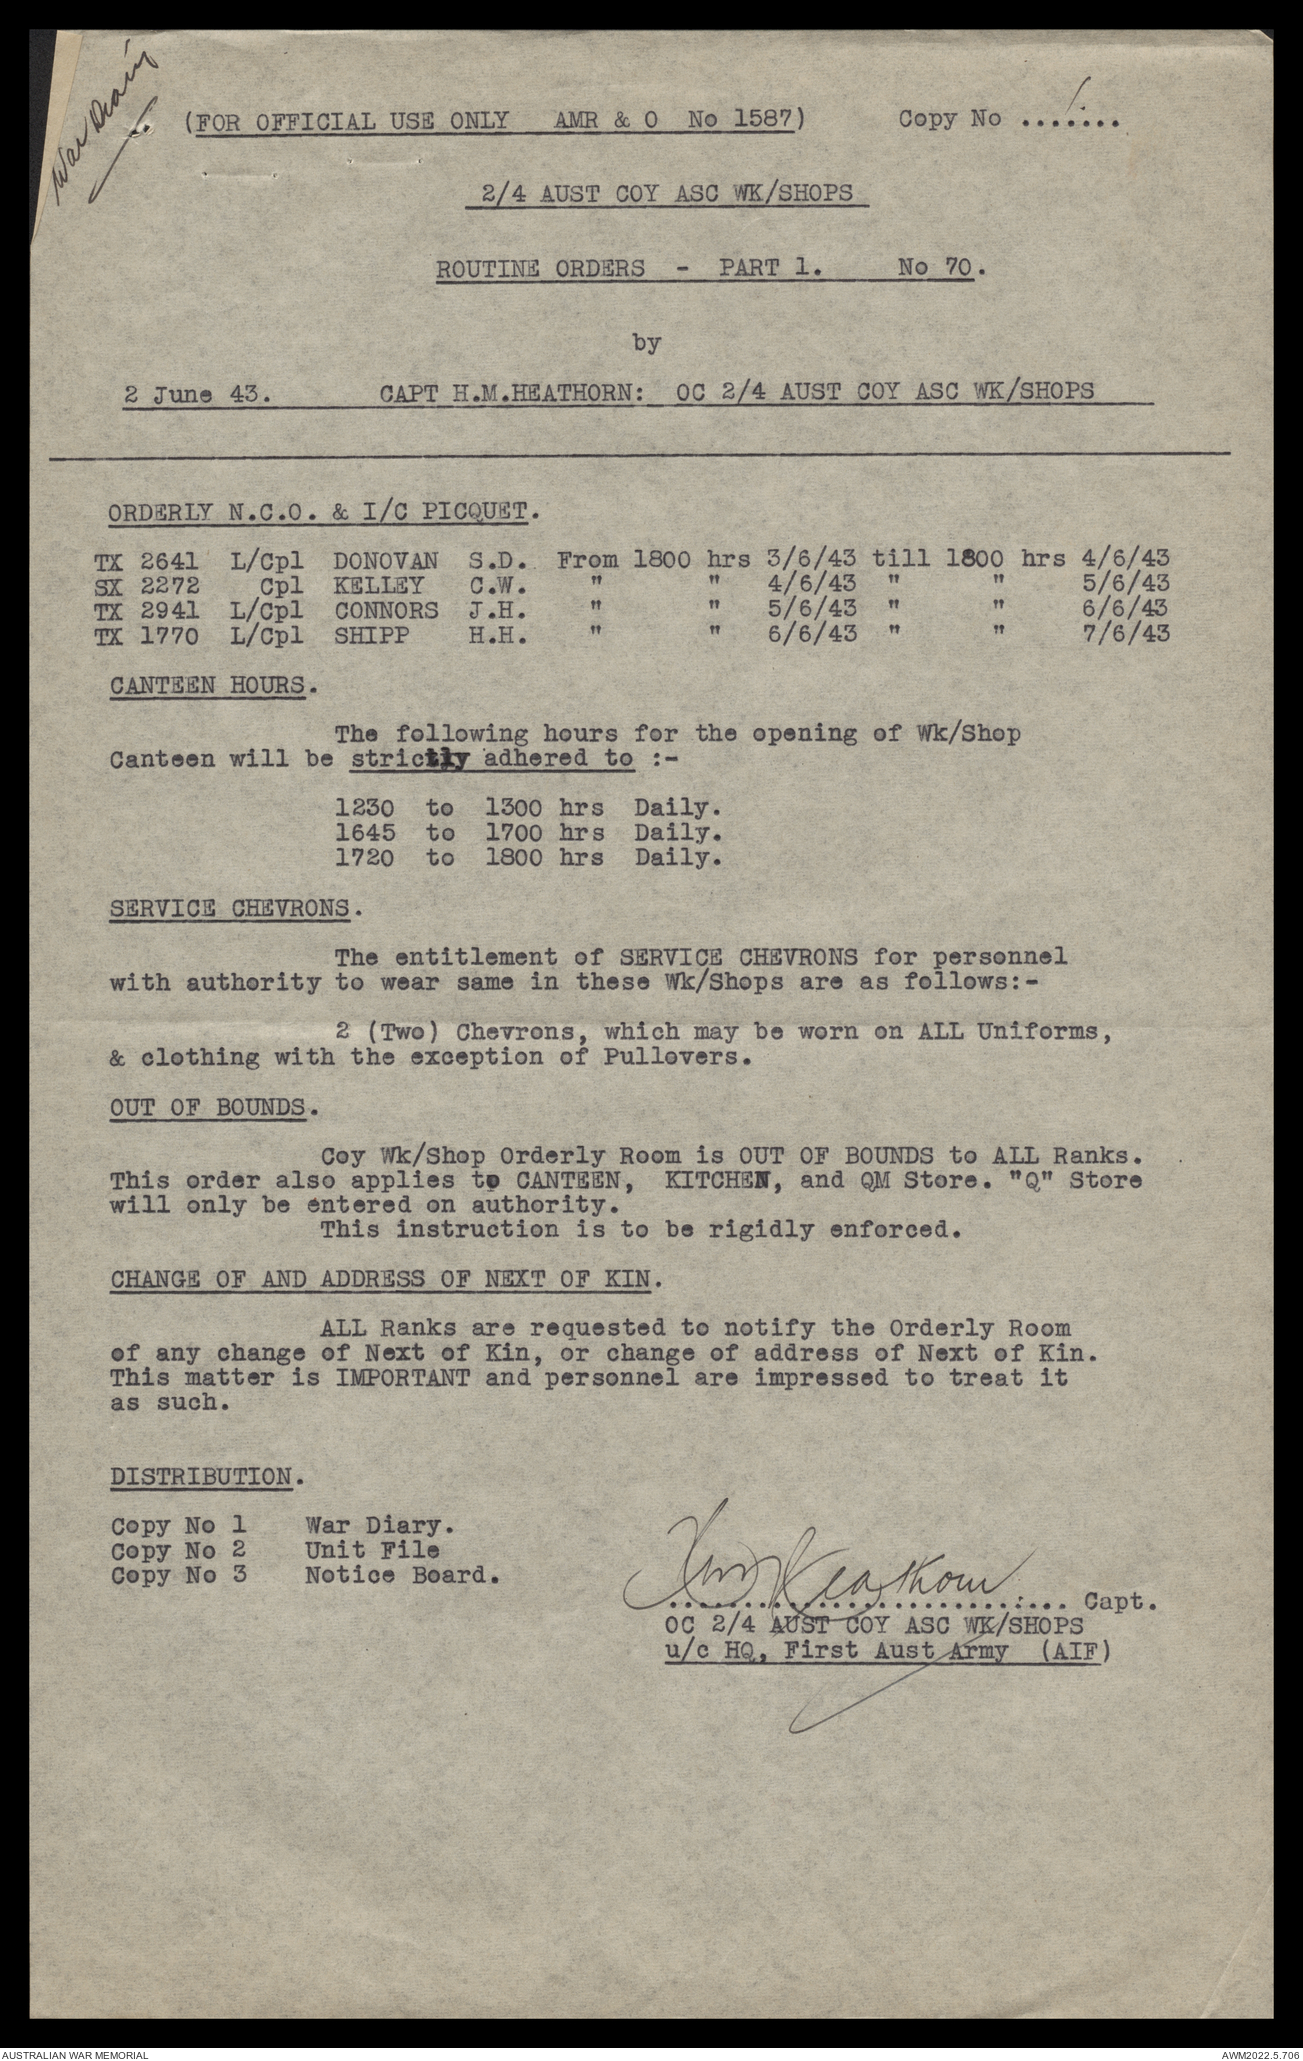 War Diary
(FOR OFFICIAL USE ONLY   AMR & O  No 1587)      Copy No ..1....
2/4 AUST COY ASC WK/SHOPS
ROUTINE ORDERS  -  PART 1.     No 70.
by
2 June 43.       CAPT H.M.HEATHORN:  OC 2/4 AUST COY ASC WK/SHOPS
ORDERLY N.C.O. & I/C PICQUET.
TX 2641  L/Cpl  DONOVAN  S.D.  From 1800 hrs 3/6/43 till 1800 hrs 4/6/43
SX 2272    Cpl  KELLEY   C.W.    "       "   4/6/43  "      "     5/6/43
TX 2941  L/Cpl  CONNORS  J.H.    "       "   5/6/43  "      "     6/6/43
TX 1770  L/Cpl  SHIPP    H.H.    "       "   6/6/43  "      "     7/6/43
CANTEEN HOURS.
The following hours for the opening of Wk/Shop
Canteen will be strictly adhered to :-
1230  to  1300 hrs  Daily.
1645  to  1700 hrs  Daily.
1720  to  1800 hrs  Daily.
SERVICE CHEVRONS.
The entitlement of SERVICE CHEVRONS for personnel
with authority to wear same in these Wk/Shops are as follows:-
2 (Two) Chevrons, which may be worn on ALL Uniforms,
& clothing with the exception of Pullovers.
OUT OF BOUNDS.
Coy Wk/Shop Orderly Room is OUT OF BOUNDS to ALL Ranks.
This order also applies to CANTEEN,  KITCHEN, and QM Store. "Q" Store
will only be entered on authority.
This instruction is to be rigidly enforced.
CHANGE OF AND ADDRESS OF NEXT OF KIN.
ALL Ranks are requested to notify the Orderly Room
of any change of Next of Kin, or change of address of Next of Kin.
This matter is IMPORTANT and personnel are impressed to treat it
as such.
DISTRIBUTION.
Copy No 1    War Diary.
Copy No 2    Unit File
Copy No 3    Notice Board.
HM Heathorn
........................... Capt.
OC 2/4 AUST COY ASC WK/SHOPS
u/c HQ, First Aust Army  (AIF)
AUSTRALIAN WAR MEMORIAL
AWM2022.5.706